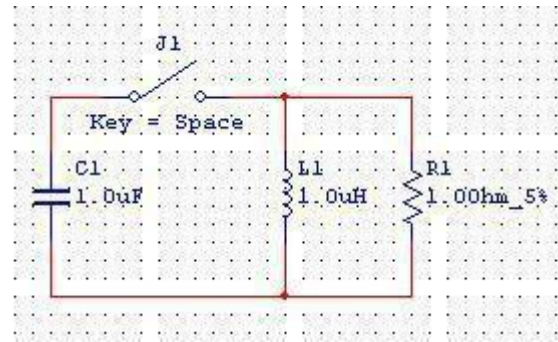 J1
Key = Space
C1
1.0uF
L1
1.0uH
R1
1.0Ohm_5%